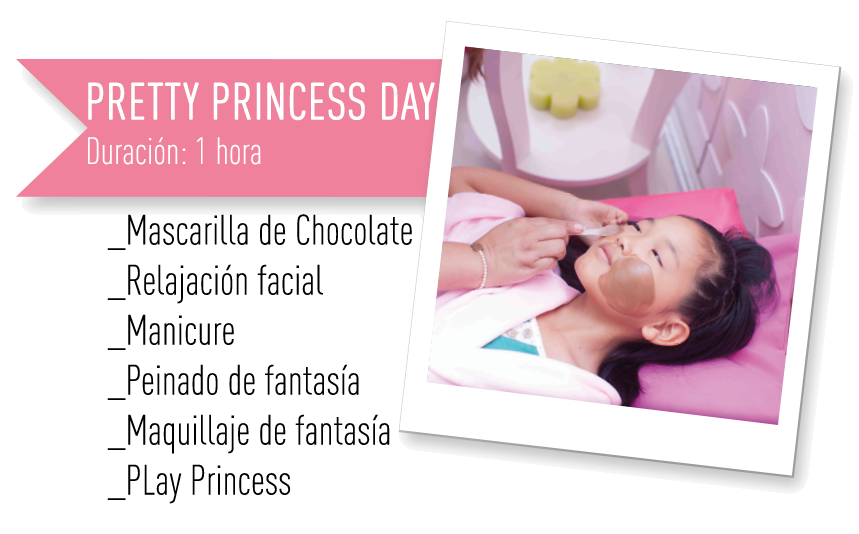 PRETTY PRINCESS DAY
Duración: 1 hora
_Mascarilla de Chocolate
_Relajación facial
_Manicure
_Peinado de fantasía
_Maquillaje de fantasía
_PLay Princess